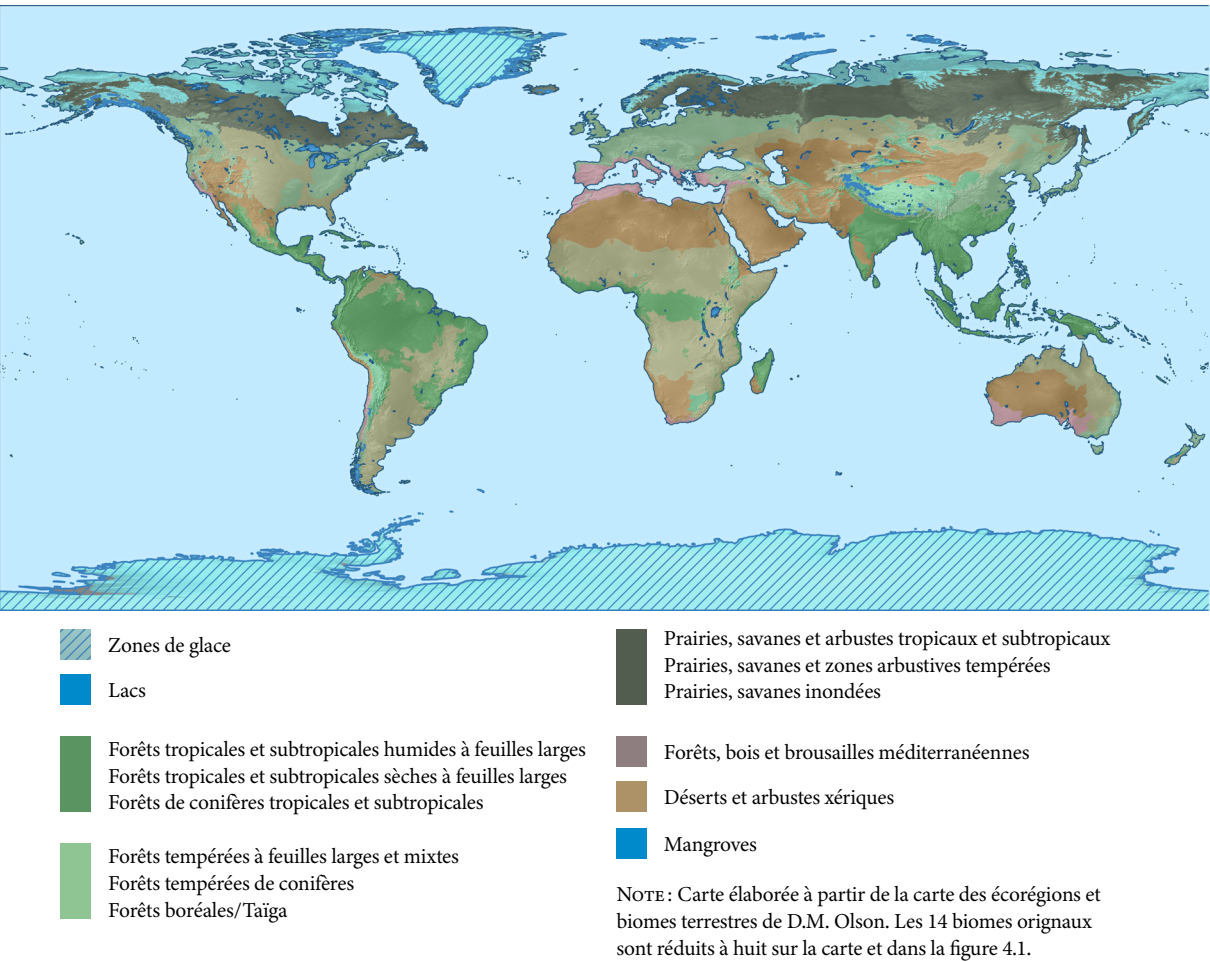 Zones de glace
Lacs
Forêts tropicales et subtropicales humides à feuilles larges
Forêts tropicales et subtropicales sèches à feuilles larges
Forêts de conifères tropicales et subtropicales
Forêts tempérées à feuilles larges et mixtes
Forêts tempérées de conifères
Forêts boréales/Taïga
Prairies, savanes et arbustes tropicaux et subtropicaux
Prairies, savanes et zones arbustives tempérées
Prairies, savanes inondées
Forêts, bois et brousailles méditerranéennes
Déserts et arbustes xériques
Mangroves
NOTE : Carte élaborée à partir de la carte des écorégions et
biomes terrestres de D.M. Olson. Les 14 biomes orignaux
sont réduits à huit sur la carte et dans la figure 4.1.